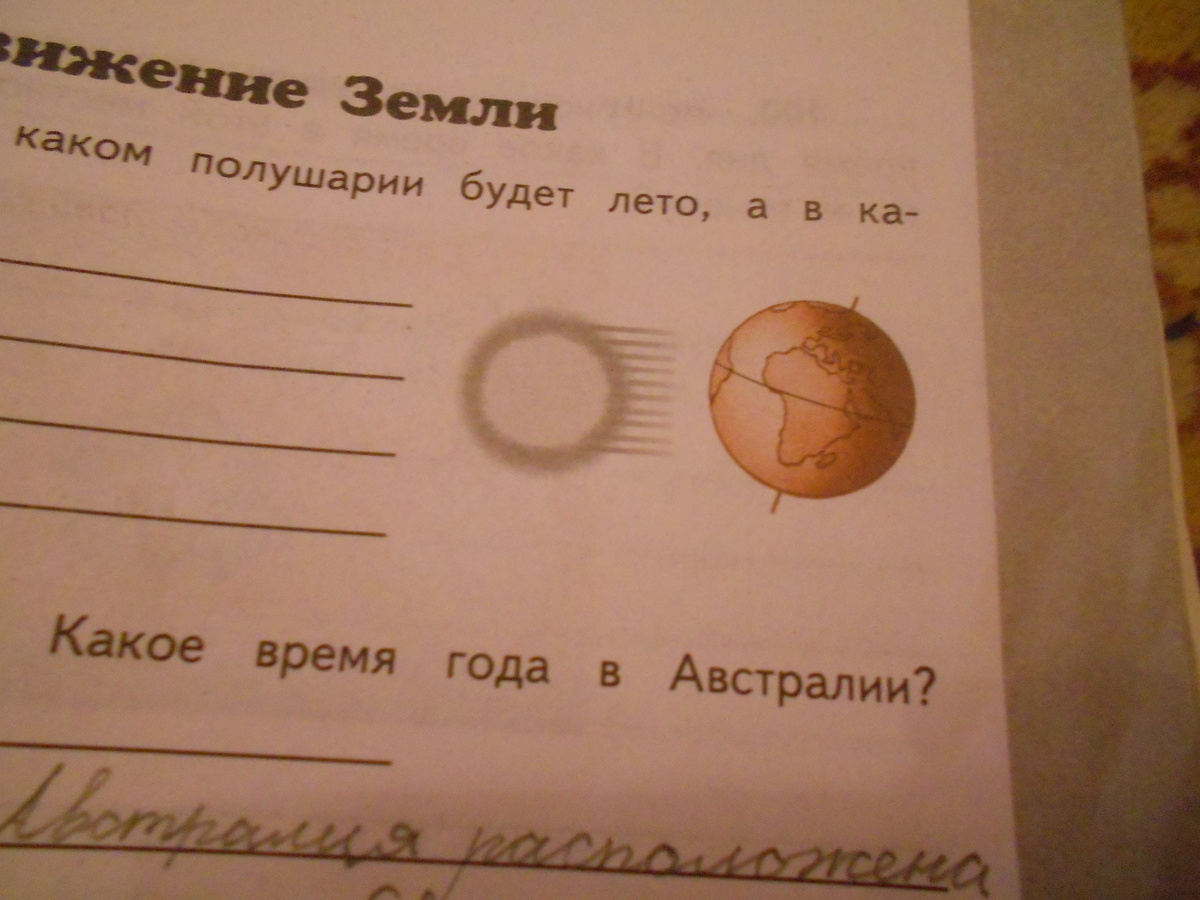 вижение Земли
каком полушарии будет лето, а в ка-
Какое время года в Австралии?
Австралия расположена